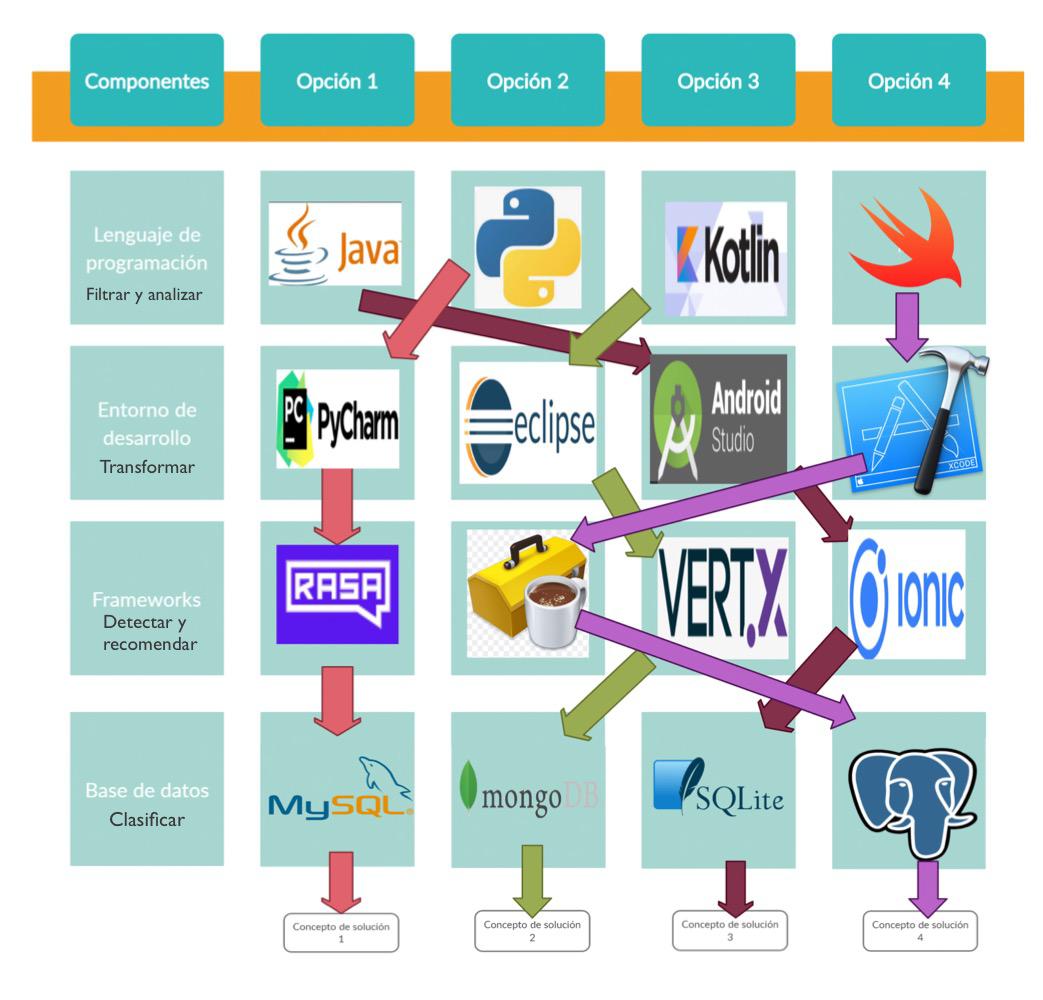 Componentes
Opción 1
Opción 2
Opción 3
Opción 4
Lenguaje de
programación
Filtrar y analizar
Java
Kotlin
Entorno de
desarrollo
Transformar
PC
PyCharm
eclipse
Android
Studio
XCODE
Frameworks
Detectar y
recomendar
RASA
VERT.X
IONIC
Base de datos
Clasificar
MySQL®
mongoDB
SQLite
Concepto de solución
1
Concepto de solución
2
Concepto de solución
3
Concepto de solución
4